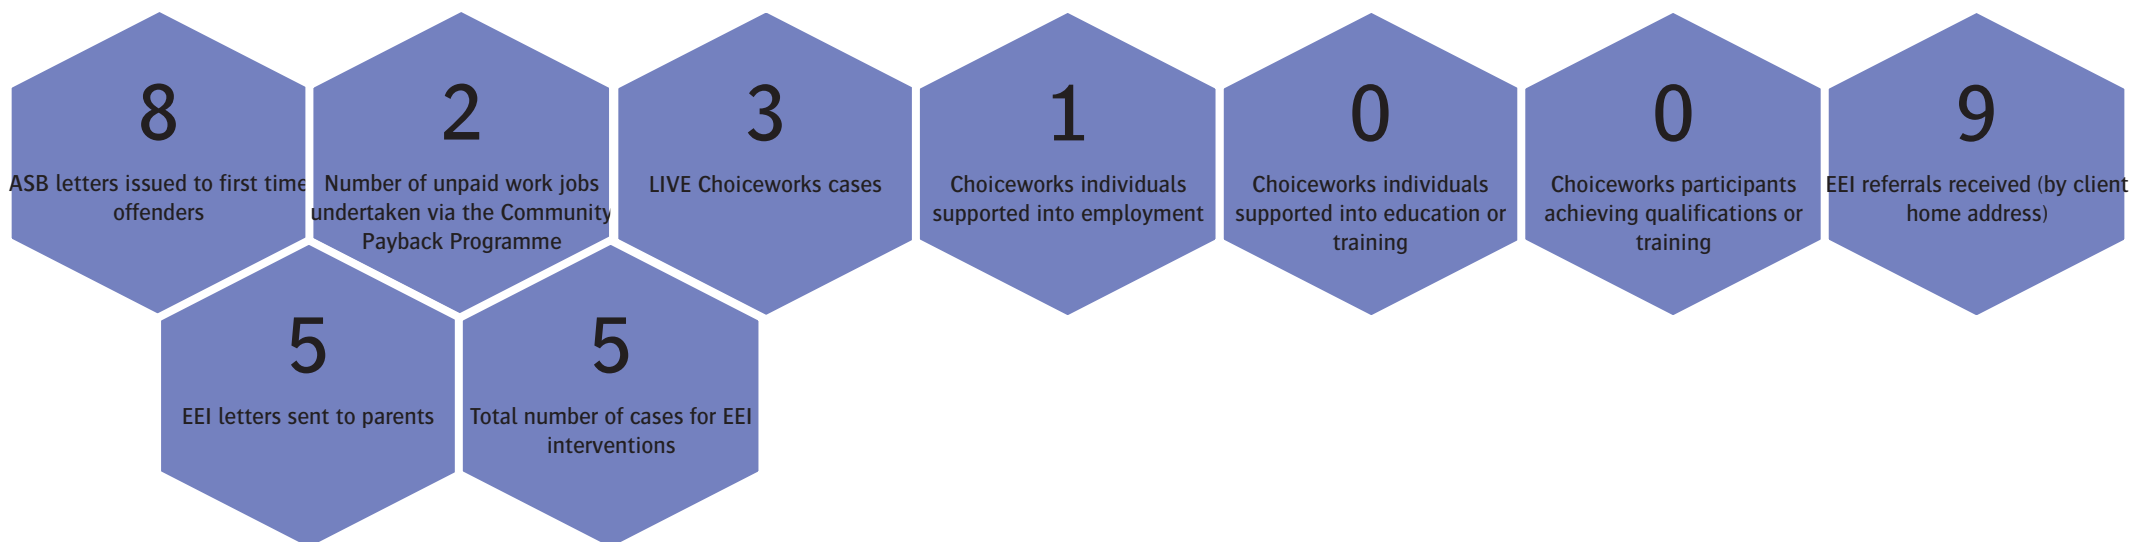 8
ASB letters issued to first time
offenders
2
Number of unpaid work jobs
undertaken via the Community
Payback Programme
3
LIVE Choiceworks cases
1
Choiceworks individuals
supported into employment
0
Choiceworks individuals
supported into education or
training
0
Choiceworks participants
achieving qualifications or
training
9
EEI referrals received (by client
home address)
5
EEI letters sent to parents
5
Total number of cases for EEI
interventions